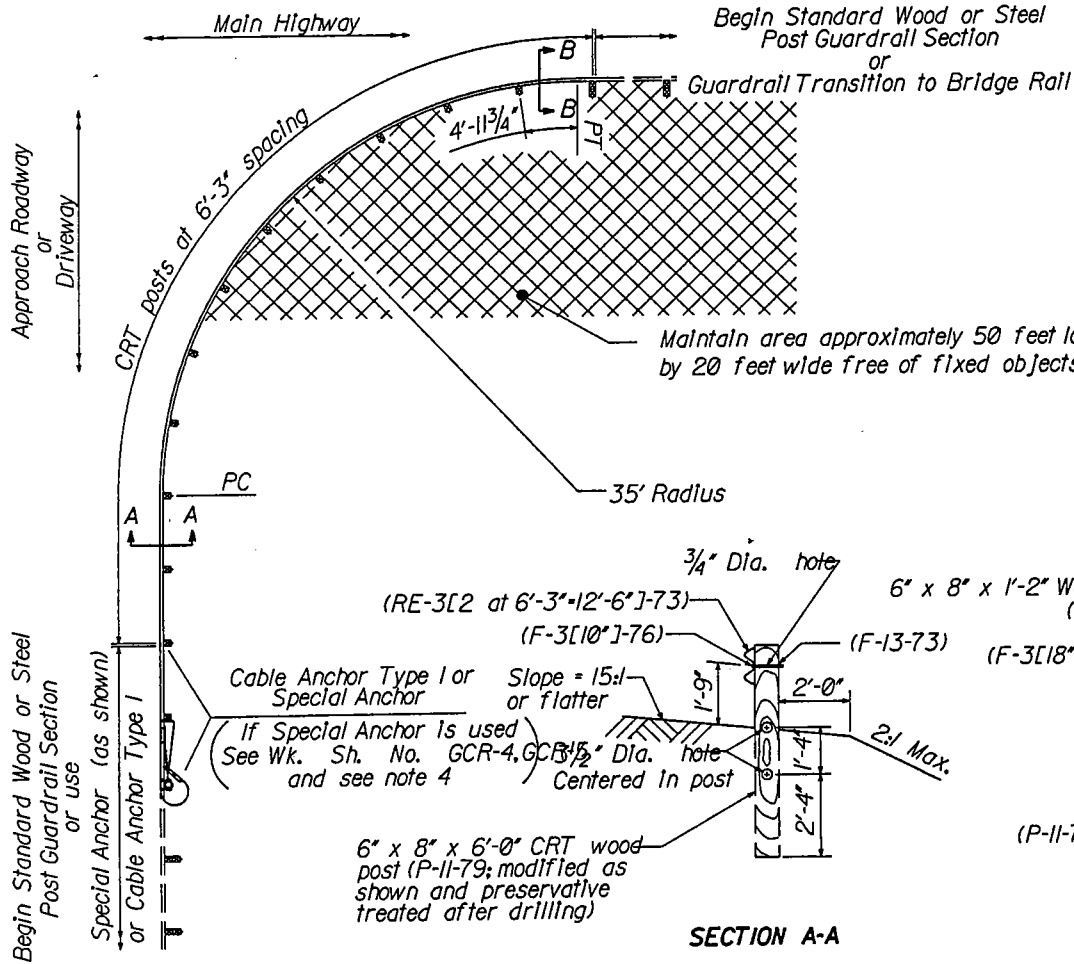 Main Highway
Begin Standard Wood or Steel
Post Guardrail Section
or
Guardrail Transition to Bridge Rail
B
B
4'-11 3/4"
PT
CRT posts at 6'-3" spacing
Approach Roadway
or
Driveway
Maintain area approximately 50 feet
by 20 feet wide free of fixed objects
35' Radius
PC
A A
3/4" Dia. hole
(RE-3[2 at 6'-3"=12'-6"]-73)
(F-3[10"]-76)
(F-13-73)
6" x 8" x 1'-2" W
(
(F-3[18"
Cable Anchor Type I or
Special Anchor
(If Special Anchor is used
See Wk. Sh. No. GCR-4,
and see note 4)
Slope = 15:1
or flatter
1'-9"
2'-0"
2:1 Max.
3 1/2" Dia. hole
Centered in post
1'-4"
2'-4"
(P-11-7
6" x 8" x 6'-0" CRT wood
post (P-11-79; modified as
shown and preservative
treated after drilling)
SECTION A-A
Begin Standard Wood or Steel
Post Guardrail Section
or use
Special Anchor (as shown)
or Cable Anchor Type I